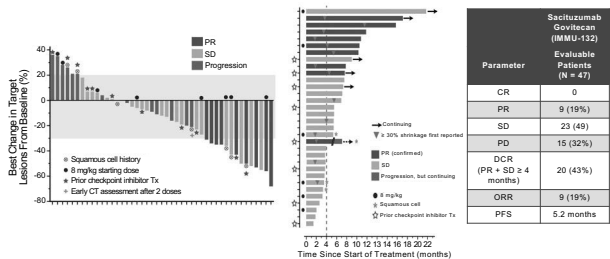 PR
SD
Progression
40
20
0
-20
-40
-60
-80
Best Change in Target
Lesions From Baseline (%)
Squamous cell history
8 mg/kg starting dose
Prior checkpoint inhibitor Tx
Early CT assessment after 2 doses
Continuing
≥ 30% shrinkage first reported
PR (confirmed)
SD
Progression, but continuing
8 mg/kg
Squamous cell
Prior checkpoint inhibitor Tx
0 2 4 6 8 10 12 14 16 18 20 22
Time Since Start of Treatment (months)
Parameter
Sacituzumab
Govitecan
(IMMU-132)
Evaluable
Patients
(N = 47)
CR 0
PR 9 (19%)
SD 23 (49)
PD 15 (32%)
DCR
(PR + SD ≥ 4
months)
20 (43%)
ORR 9 (19%)
PFS 5.2 months